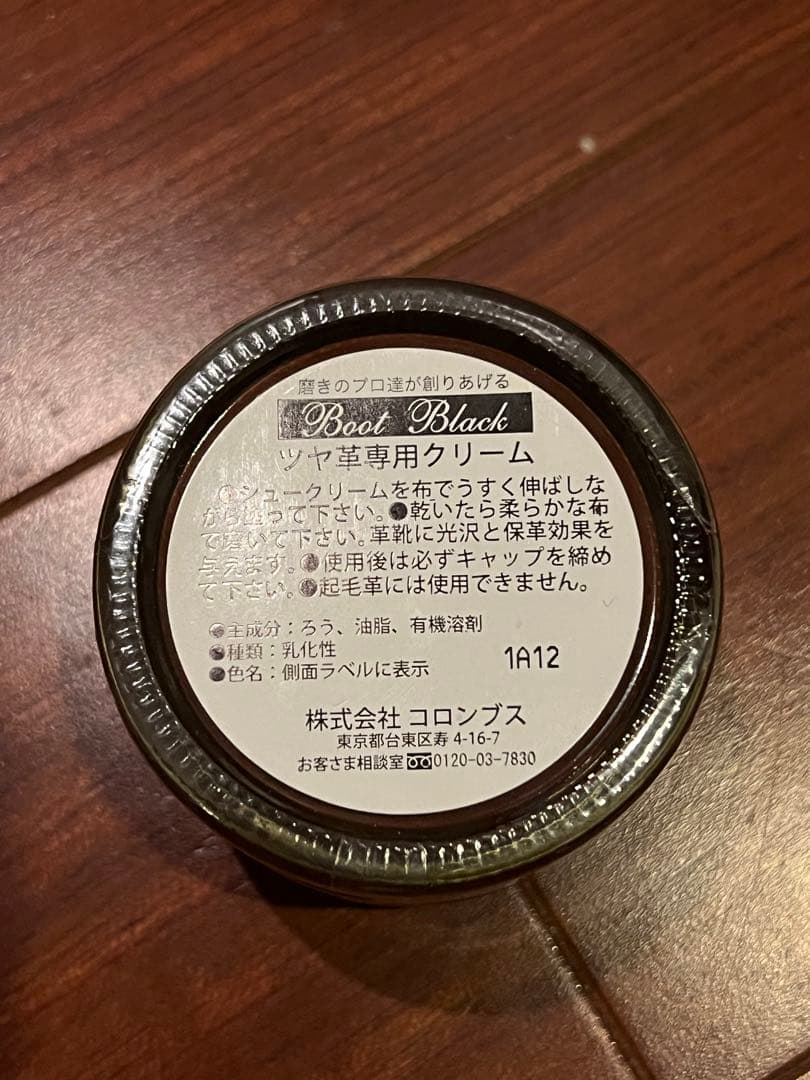 磨きのプロ達が創りあげる
Boot Black
ツヤ革専用クリーム
●シュークリームを布でうすく伸ばしな
がら塗って下さい。●乾いたら柔らかな布
で磨いて下さい。革靴に光沢と保革効果を
与えます。●使用後は必ずキャップを締め
て下さい。●起毛革には使用できません。
●主成分：ろう、油脂、有機溶剤
●種類：乳化性
●色名：側面ラベルに表示
1A12
株式会社 コロンブス
東京都台東区寿 4-16-7
お客さま相談室 0120-03-7830